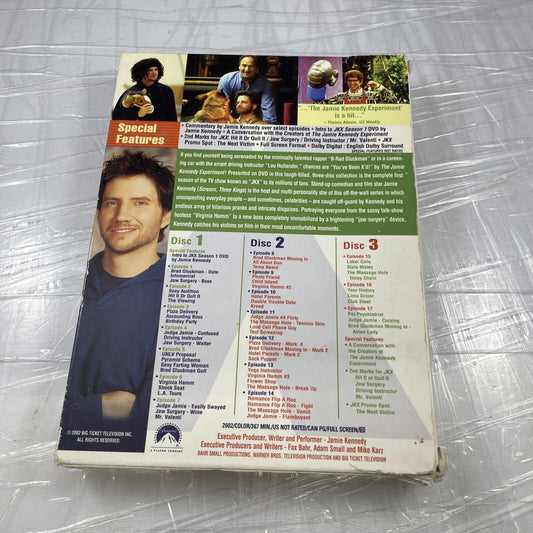 ...'The Jamie Kennedy Experiment'
is a hit...”
–Thelma Adams, US Weekly
Special
Features
• Commentary by Jamie Kennedy over select episodes • Intro to JKX Season 1 DVD by
Jamie Kennedy • A Conversation with the Creators of The Jamie Kennedy Experiment
• 2nd Marks for JKX: Hit It Or Quit It / Jaw Surgery / Driving Instructor / Mr. Valenti • JKX
Promo Spot: The Next Victim • Full Screen Format • Dolby Digital: English Dolby Surround
SPECIAL FEATURES NOT RATED
If you find yourself being serenaded by the minimally talented rapper "B-Rad Gluckman" or in a career-
ing car with the errant driving instructor "Lou Hollander," chances are "You've Been X'd!" by The Jamie
Kennedy Experiment! Presented on DVD in this laugh-filled, three-disc collection is the complete first
season of the TV show known as "JKX" to its millions of fans. Stand-up comedian and film star Jamie
Kennedy (Scream, Three Kings) is the host and multi-personality star of this off-the-wall series in which
unsuspecting everyday people – and sometimes, celebrities – are caught off-guard by Kennedy and his
endless array of hilarious pranks and intricate disguises. Portraying everyone from the sassy talk-show
hostess "Virginia Hamm" to a new boss completely immobilized by a frightening "jaw-surgery" device,
Kennedy catches his victims on film in their most uncomfortable moments.
Disc 1
Special Features
Intro to JKX Season 1 DVD
by Jamie Kennedy
• Episode 1
Brad Gluckman - Date
Infomercial
Jaw Surgery - Boss
• Episode 2
Sexy Audition
Hit It Or Quit It
The Viewing
• Episode 3
Pizza Delivery
Accounting Boss
Birthday Flirty
• Episode 4
Judge Jamie - Confused
Driving Instructor
Jaw Surgery - Waiter
• Episode 5
UNLV Proposal
Pyramid Scheme
Sexy Farting Woman
Brad Gluckman Golf
• Episode 6
Virginia Hamm
Shock Seat
L.A. Tours
• Episode 7
Judge Jamie - Easily Swayed
Jaw Surgery - Wine
Mr. Valenti
Disc 2
• Episode 8
Brad Gluckman Moving In
All About Dan
Temp Beard
• Episode 9
Photo Friend
Child Island
Virginia Hamm #2
• Episode 10
Hotel Parents
Double Trouble Date
Kread
• Episode 11
Judge Jamie #4 Flirty
The Massage Hole - Tension Skin
Loud Cell Phone Guy
Taxi Screening
• Episode 12
Pizza Delivery - Mark 4
Brad Gluckman Moving In - Mark 2
Hotel Parents - Mark 2
Sock Puppet
• Episode 13
Yoga Instructor
Virginia Hamm #3
Flower Shop
The Massage Hole - Break Up
• Episode 14
Romance Flip A Roo
Romance Flip A Roo - Fight
The Massage Hole - Vomit
Judge Jamie - Flamboyant
Disc 3
• Episode 15
Laker Girls
Stale Mates
The Massage Hole -
Daisy Chain
• Episode 16
Your History
Limo Driver
Club Steel
• Episode 17
Pet Psychiatrist
Judge Jamie - Cursing
Brad Gluckman Moving In -
Asian Lady
Special Features
• A Conversation with
the Creators of
The Jamie Kennedy
Experiment
• 2nd Marks for JKX
Hit It or Quit It
Jaw Surgery
Driving Instructor
Mr. Valenti
• JKX Promo Spot:
The Next Victim
© 2002 BIG TICKET TELEVISION INC.
ALL RIGHTS RESERVED.
Paramount
A VIACOM COMPANY
2002/COLOR/367 MIN./US NOT RATED/CAN PG/FULL SCREEN/
Executive Producer, Writer and Performer - Jamie Kennedy
Executive Producers and Writers - Fax Bahr, Adam Small and Mike Karz
BAHR SMALL PRODUCTIONS, WARNER BROS. TELEVISION PRODUCTION AND BIG TICKET TELEVISION